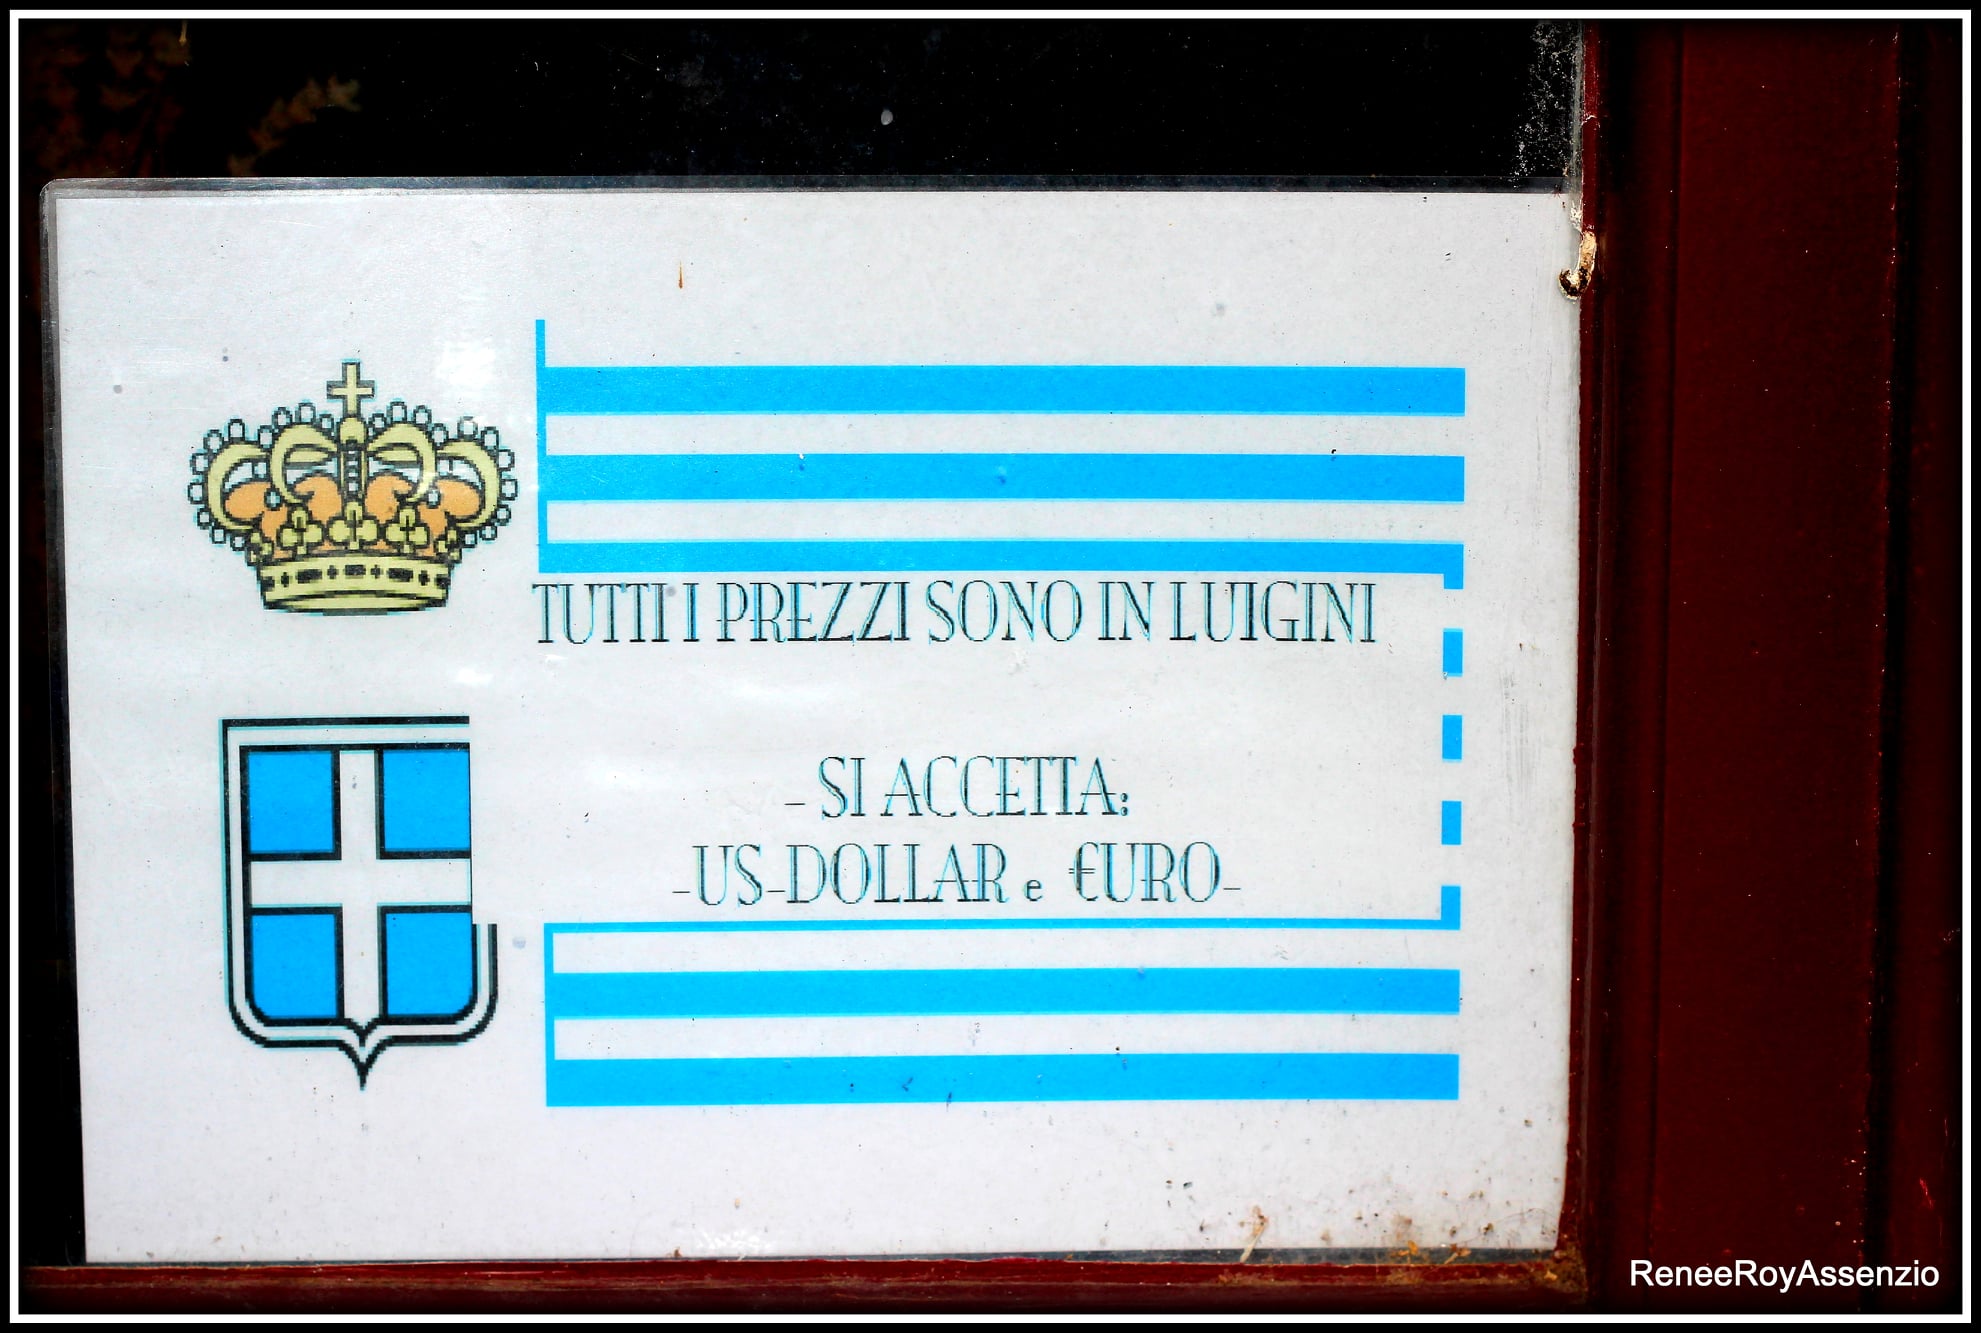 TUTTI I PREZZI SONO IN LUIGINI
- SI ACCETTA:
-US-DOLLAR e €URO-
ReneeRoyAssenzio